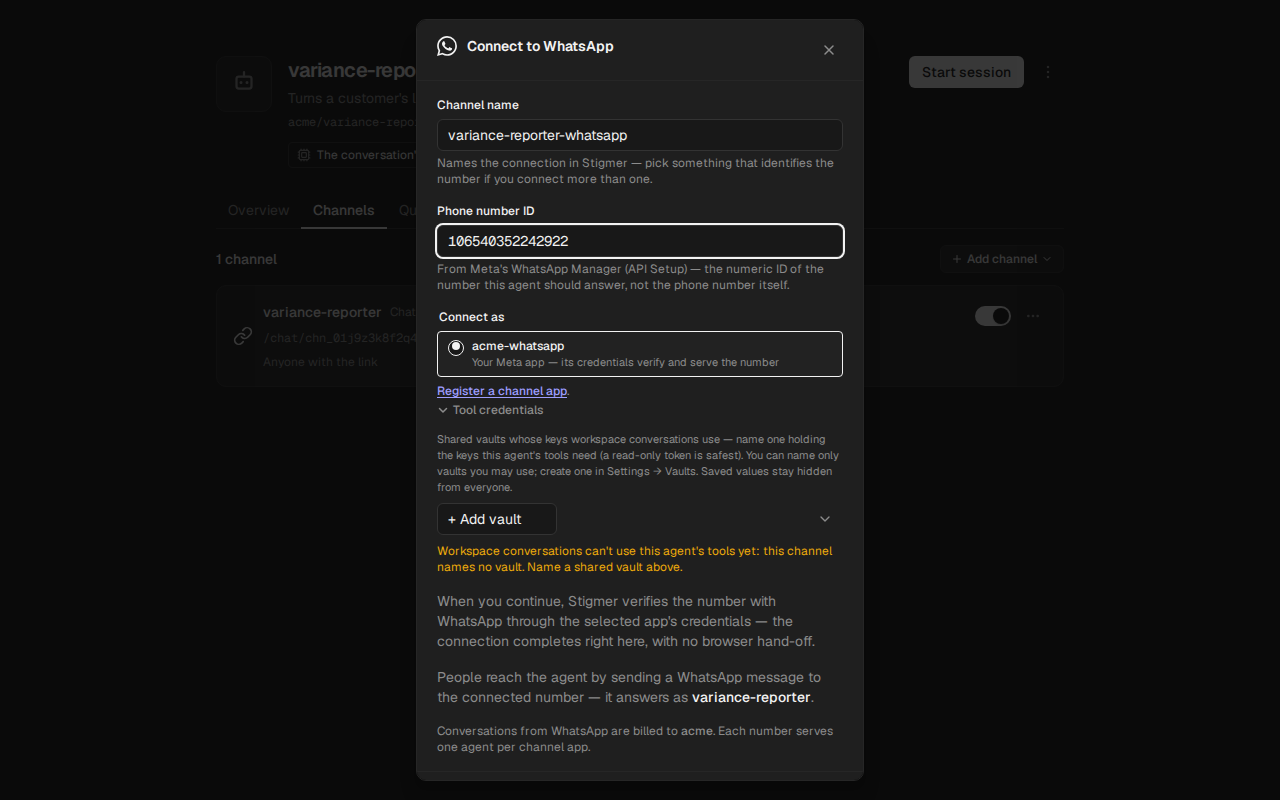 Connect to WhatsApp
variance-repo
Start session
Turns a customer's l
acme/variance-repor
The conversation'
Overview
Channels
Qu
1 channel
+ Add channel
variance-reporter
Chat
/chat/chn_01j9z3k8f2q4
Anyone with the link
Channel name
variance-reporter-whatsapp
Names the connection in Stigmer — pick something that identifies the
number if you connect more than one.
Phone number ID
106540352242922
From Meta's WhatsApp Manager (API Setup) — the numeric ID of the
number this agent should answer, not the phone number itself.
Connect as
acme-whatsapp
Your Meta app — its credentials verify and serve the number
Register a channel app.
Tool credentials
Shared vaults whose keys workspace conversations use — name one holding
the keys this agent's tools need (a read-only token is safest). You can name only
vaults you may use; create one in Settings → Vaults. Saved values stay hidden
from everyone.
+ Add vault
Workspace conversations can't use this agent's tools yet: this channel
names no vault. Name a shared vault above.
When you continue, Stigmer verifies the number with
WhatsApp through the selected app's credentials — the
connection completes right here, with no browser hand-off.
People reach the agent by sending a WhatsApp message to
the connected number — it answers as variance-reporter.
Conversations from WhatsApp are billed to acme. Each number serves
one agent per channel app.